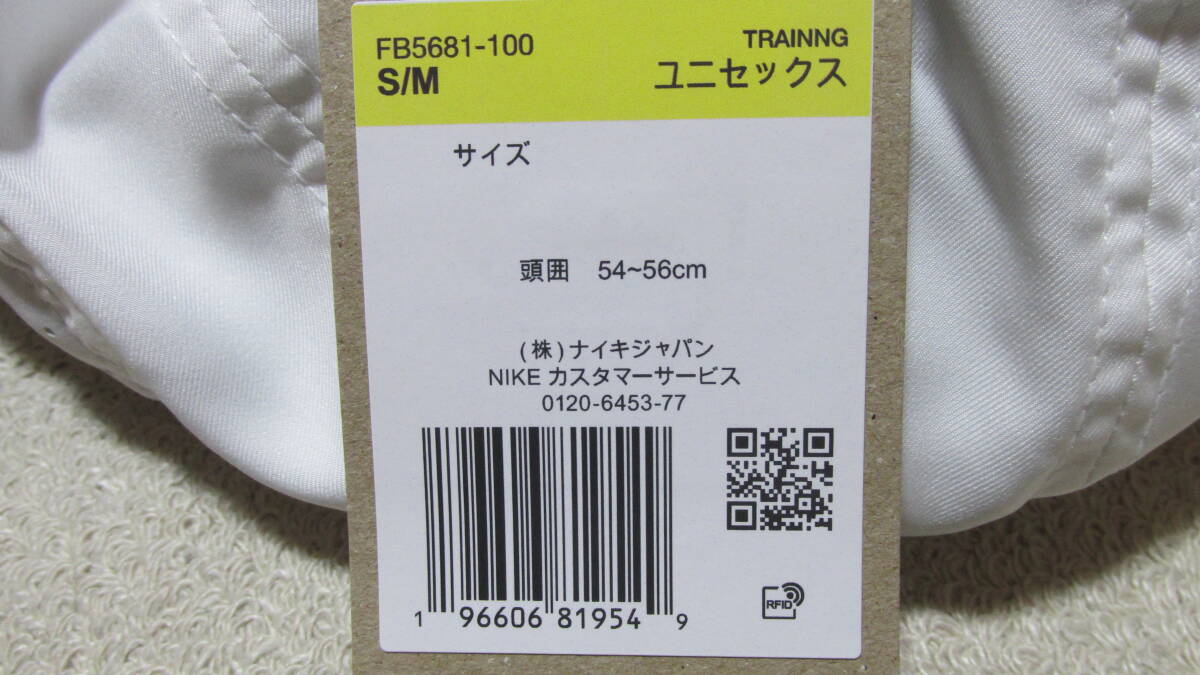 FB5681-100
TRAINNG
S/M
ユニセックス
サイズ
頭囲 54~56cm
(株)ナイキジャパン
NIKE カスタマーサービス
0120-6453-77
1 96606 81954 9
RFID